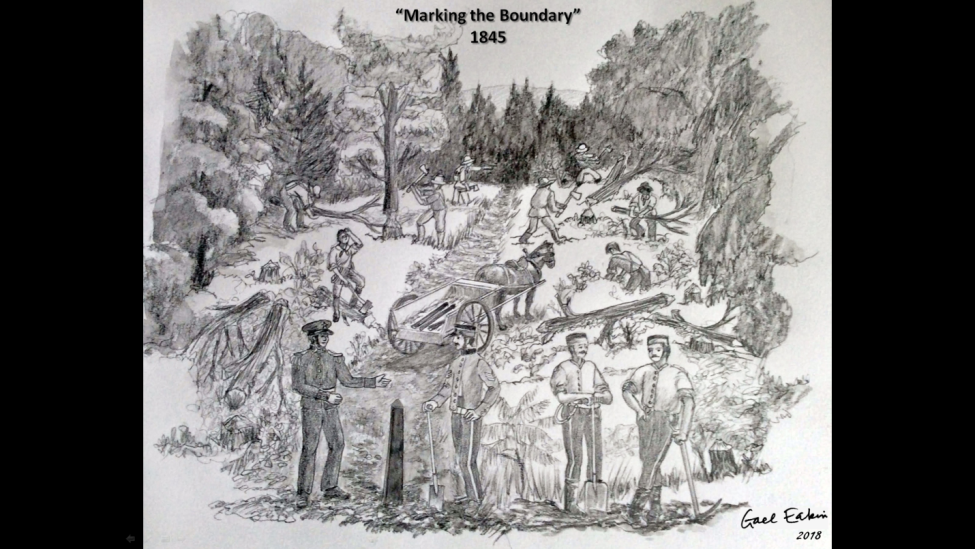 “Marking the Boundary”
1845
Gael Eakin
2018